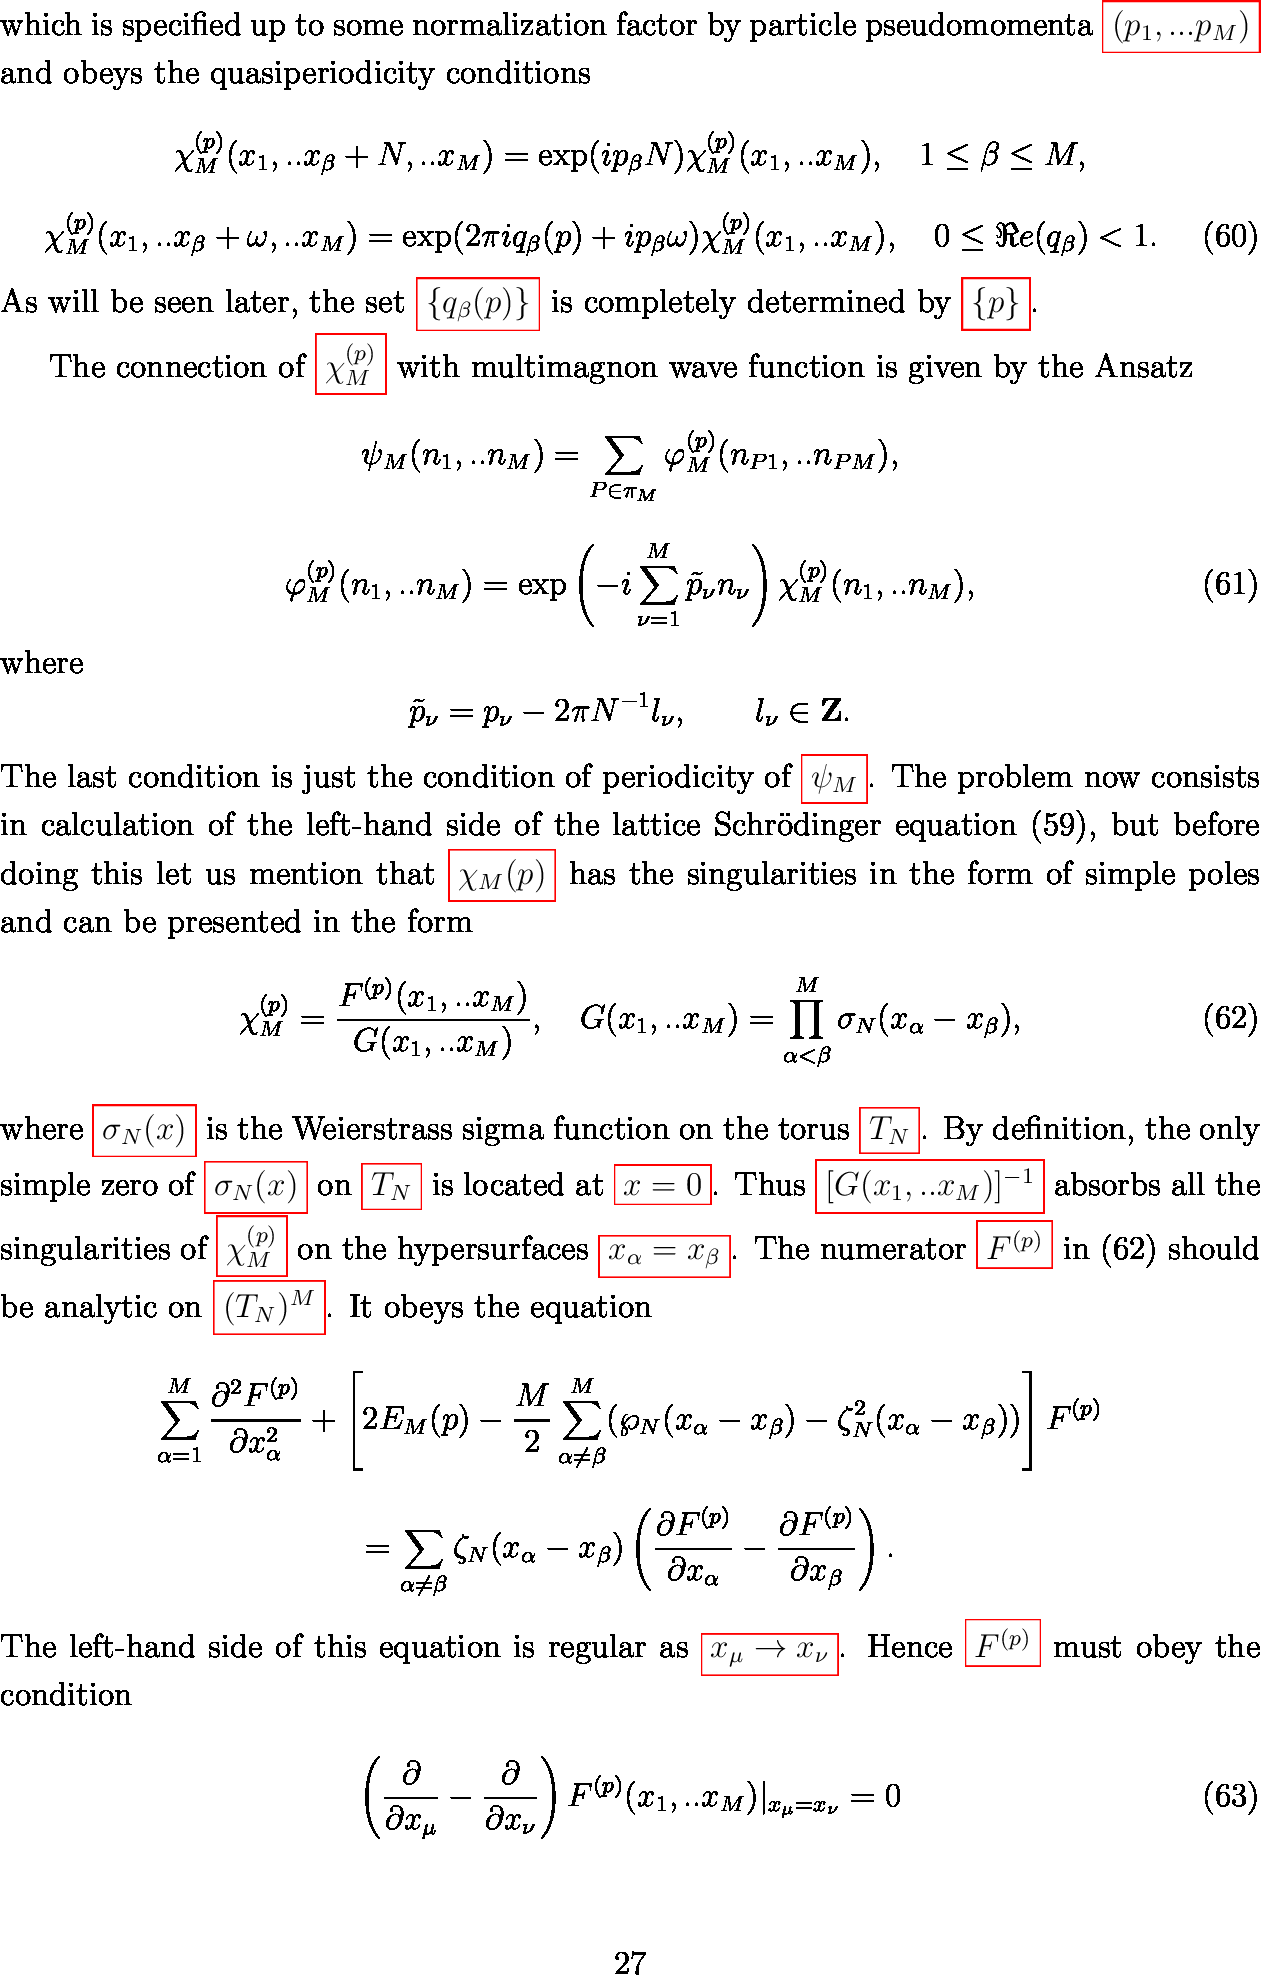 which is specified up to some normalization factor by particle pseudomomenta $(p_1, ...p_M)$
and obeys the quasiperiodicity conditions
$$\chi_M^{(p)}(x_1, ..x_\beta + N, ..x_M) = \exp(ip_\beta N)\chi_M^{(p)}(x_1, ..x_M), \quad 1 \leq \beta \leq M,$$
$$\chi_M^{(p)}(x_1, ..x_\beta + \omega, ..x_M) = \exp(2\pi i q_\beta(p) + ip_\beta \omega)\chi_M^{(p)}(x_1, ..x_M), \quad 0 \leq \Re e(q_\beta) < 1. \quad (60)$$
As will be seen later, the set $\{q_\beta(p)\}$ is completely determined by $\{p\}$.
The connection of $\chi_M^{(p)}$ with multimagnon wave function is given by the Ansatz
$$\psi_M(n_1, ..n_M) = \sum_{P \in \pi_M} \varphi_M^{(p)}(n_{P1}, ..n_{PM}),$$
$$\varphi_M^{(p)}(n_1, ..n_M) = \exp\left(-i \sum_{\nu=1}^{M} \tilde{p}_\nu n_\nu\right) \chi_M^{(p)}(n_1, ..n_M), \quad (61)$$
where
$$\tilde{p}_\nu = p_\nu - 2\pi N^{-1} l_\nu, \qquad l_\nu \in \mathbf{Z}.$$
The last condition is just the condition of periodicity of $\psi_M$. The problem now consists
in calculation of the left-hand side of the lattice Schrödinger equation (59), but before
doing this let us mention that $\chi_M(p)$ has the singularities in the form of simple poles
and can be presented in the form
$$\chi_M^{(p)} = \frac{F^{(p)}(x_1, ..x_M)}{G(x_1, ..x_M)}, \quad G(x_1, ..x_M) = \prod_{\alpha < \beta}^{M} \sigma_N(x_\alpha - x_\beta), \quad (62)$$
where $\sigma_N(x)$ is the Weierstrass sigma function on the torus $T_N$. By definition, the only
simple zero of $\sigma_N(x)$ on $T_N$ is located at $x = 0$. Thus $[G(x_1, ..x_M)]^{-1}$ absorbs all the
singularities of $\chi_M^{(p)}$ on the hypersurfaces $x_\alpha = x_\beta$. The numerator $F^{(p)}$ in (62) should
be analytic on $(T_N)^M$. It obeys the equation
$$\sum_{\alpha=1}^{M} \frac{\partial^2 F^{(p)}}{\partial x_\alpha^2} + \left[2E_M(p) - \frac{M}{2} \sum_{\alpha \neq \beta}^{M} (\wp_N(x_\alpha - x_\beta) - \zeta_N^2(x_\alpha - x_\beta))\right] F^{(p)}$$
$$= \sum_{\alpha \neq \beta} \zeta_N(x_\alpha - x_\beta) \left(\frac{\partial F^{(p)}}{\partial x_\alpha} - \frac{\partial F^{(p)}}{\partial x_\beta}\right).$$
The left-hand side of this equation is regular as $x_\mu \to x_\nu$. Hence $F^{(p)}$ must obey the
condition
$$\left(\frac{\partial}{\partial x_\mu} - \frac{\partial}{\partial x_\nu}\right) F^{(p)}(x_1, ..x_M)|_{x_\mu = x_\nu} = 0 \quad (63)$$
27